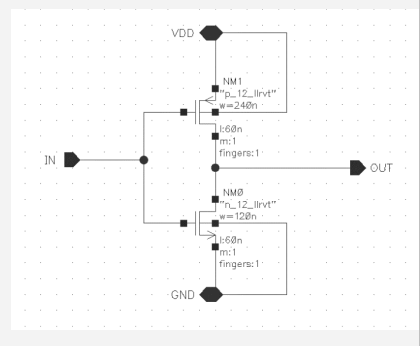 VDD
NM1
"p_12_llrvt"
w=240n
l:60n
m:1
fingers:1
IN
OUT
NM0
"n_12_llrvt"
w=120n
l:60n
m:1
fingers:1
GND